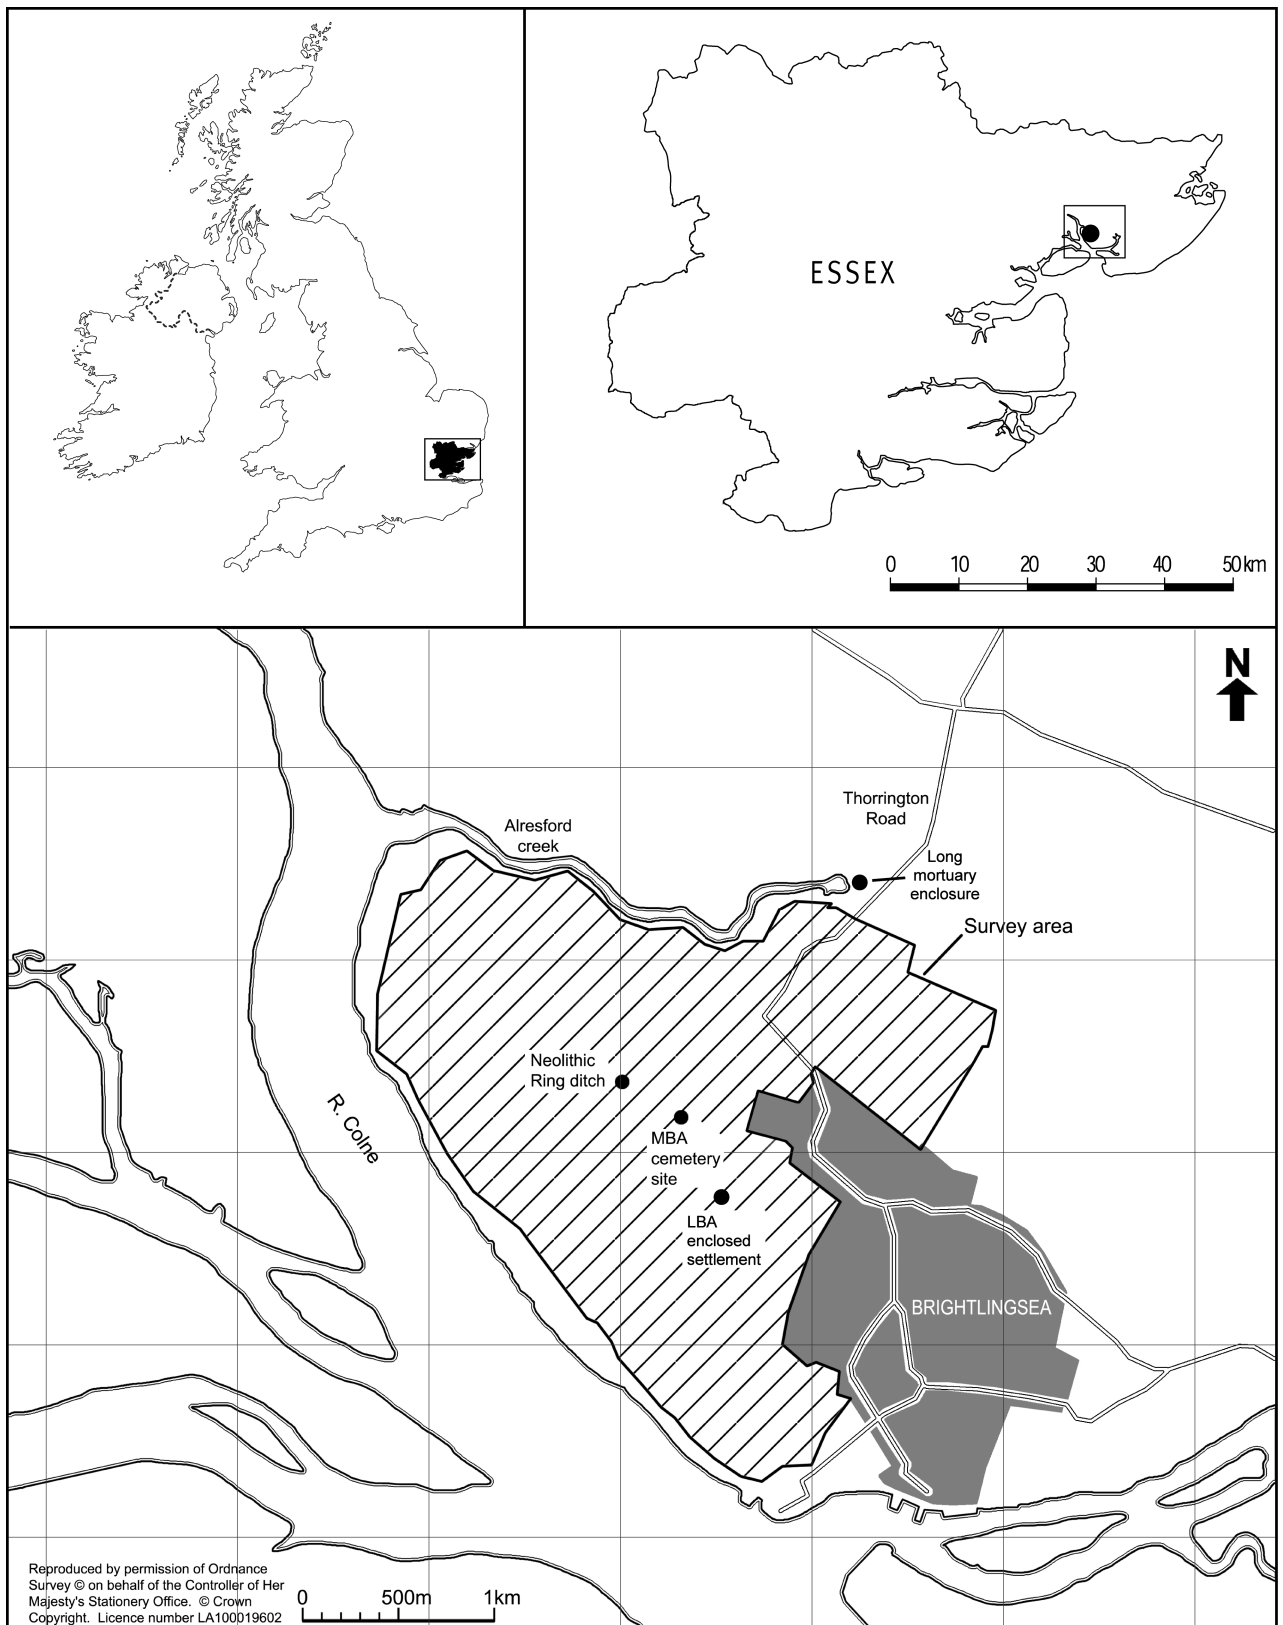 ESSEX
0 10 20 30 40 50km
N
Thorrington
Road
Alresford
creek
Long
mortuary
enclosure
Survey area
Neolithic
Ring ditch
R. Colne
MBA
cemetery
site
LBA
enclosed
settlement
BRIGHTLINGSEA
Reproduced by permission of Ordnance
Survey © on behalf of the Controller of Her
Majesty's Stationery Office. © Crown
Copyright. Licence number LA100019602
0 500m 1km